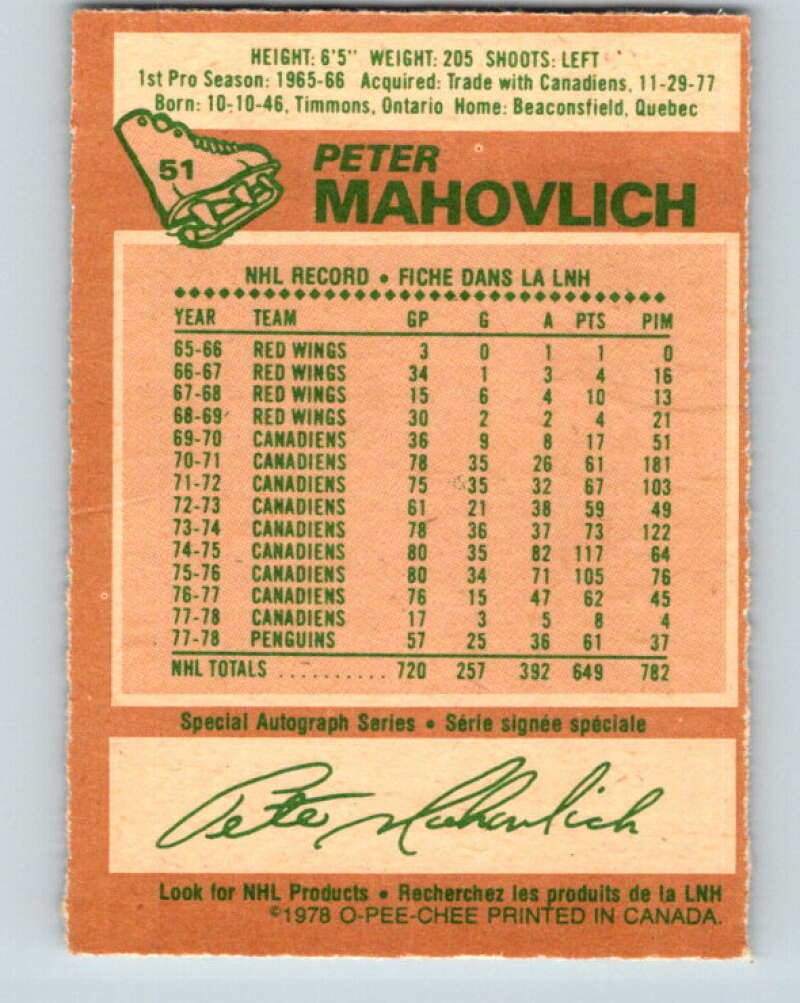 HEIGHT: 6'5" WEIGHT: 205 SHOOTS: LEFT
1st Pro Season: 1965-66 Acquired: Trade with Canadiens, 11-29-77
Born: 10-10-46, Timmons, Ontario Home: Beaconsfield, Quebec
51
PETER
MAHOVLICH
NHL RECORD • FICHE DANS LA LNH
YEAR TEAM GP G A PTS PIM
65-66 RED WINGS 3 0 1 1 0
66-67 RED WINGS 34 1 3 4 16
67-68 RED WINGS 15 6 4 10 13
68-69 RED WINGS 30 2 2 4 21
69-70 CANADIENS 36 9 8 17 51
70-71 CANADIENS 78 35 26 61 181
71-72 CANADIENS 75 35 32 67 103
72-73 CANADIENS 61 21 38 59 49
73-74 CANADIENS 78 36 37 73 122
74-75 CANADIENS 80 35 82 117 64
75-76 CANADIENS 80 34 71 105 76
76-77 CANADIENS 76 15 47 62 45
77-78 CANADIENS 17 3 5 8 4
77-78 PENGUINS 57 25 36 61 37
NHL TOTALS .......... 720 257 392 649 782
Special Autograph Series • Série signée spéciale
Peter Mahovlich
Look for NHL Products • Recherchez les produits de la LNH
©1978 O-PEE-CHEE PRINTED IN CANADA.